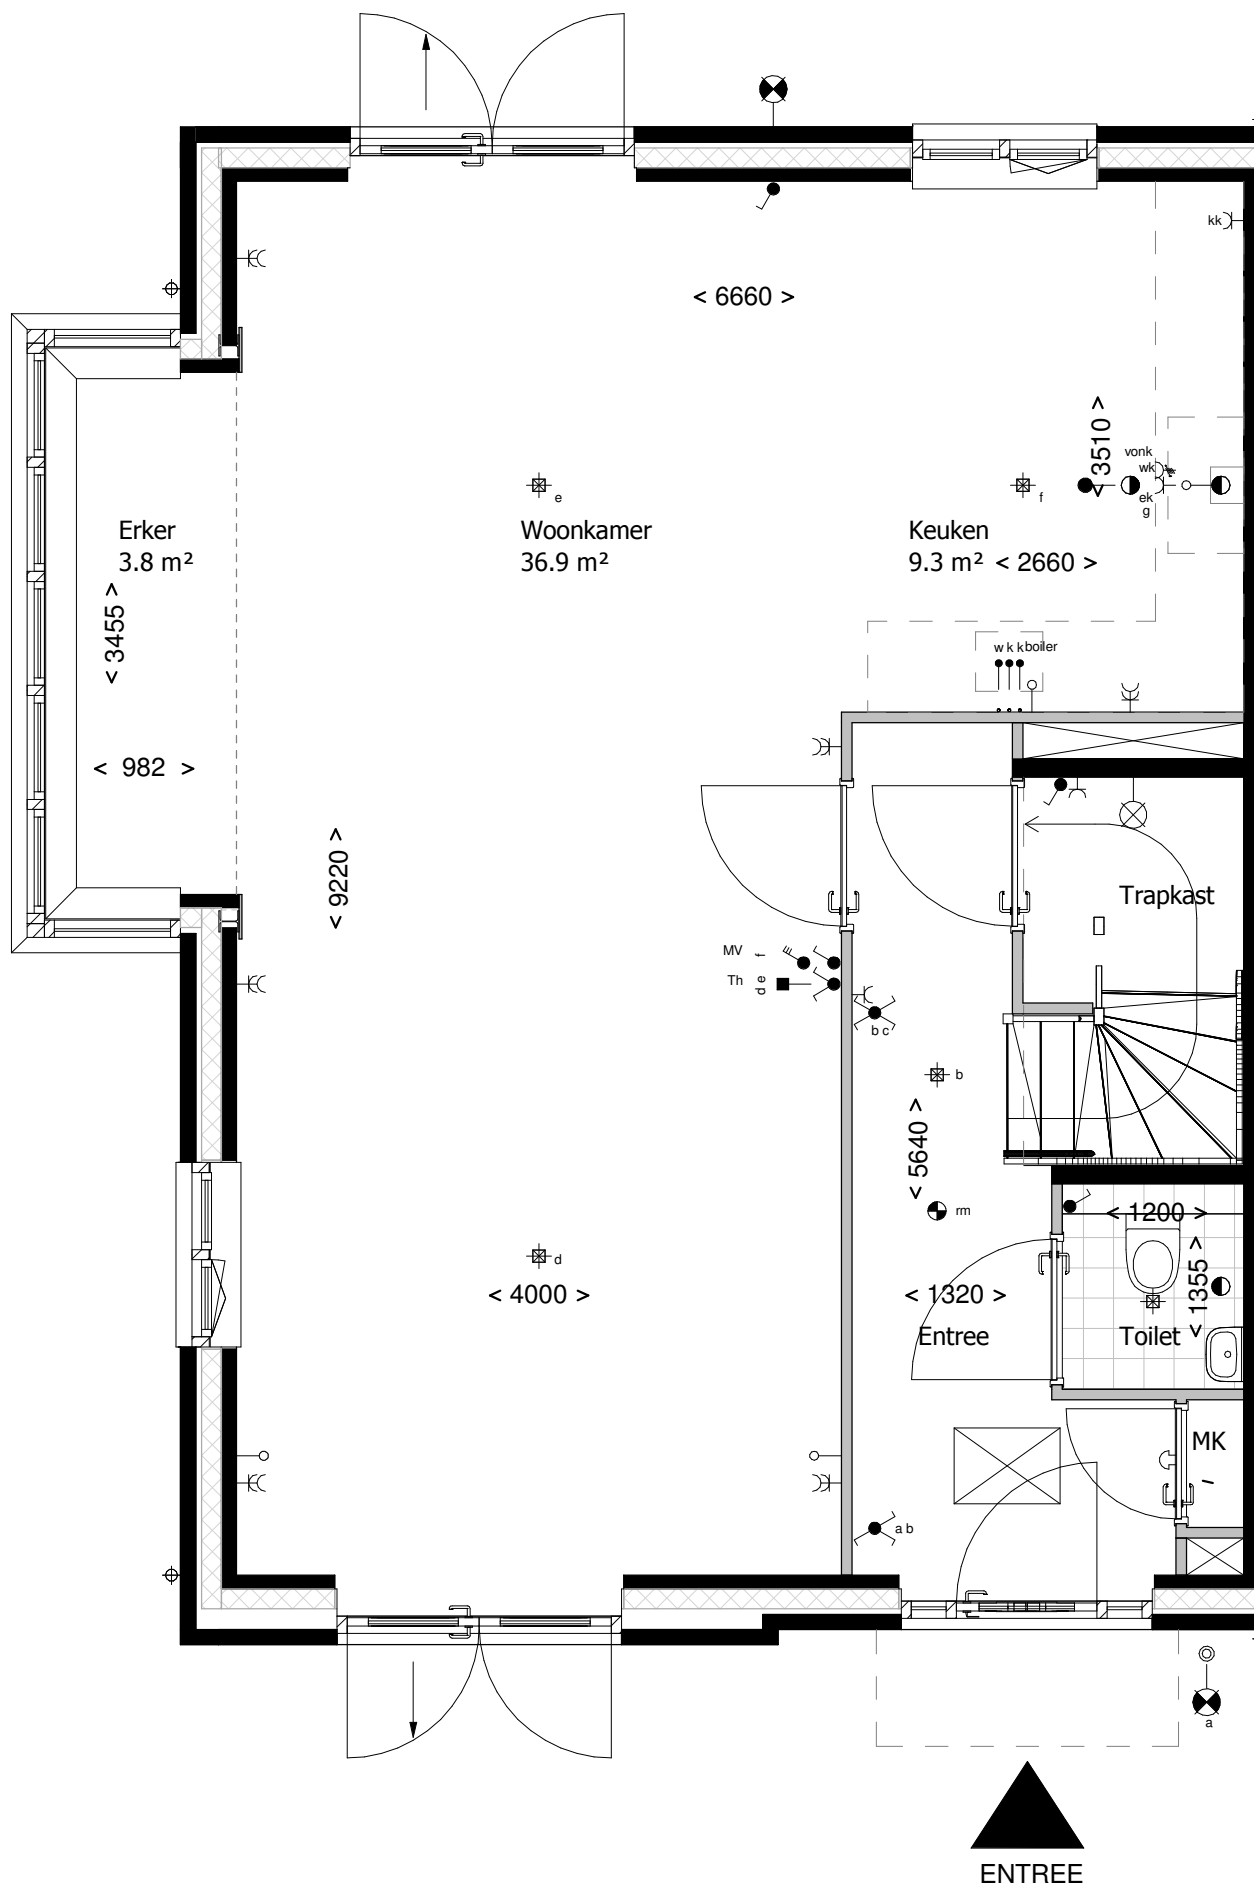 kk
< 6660 >
< 3510 >
vonk
wk
e
f
ek
g
Erker
3.8 m²
Woonkamer
36.9 m²
Keuken
9.3 m² < 2660 >
< 3455 >
w k k boiler
< 982 >
< 9220 >
Trapkast
MV
f
Th
d e
b c
b
< 5640 >
rm
< 1200 >
< 1355 >
d
< 4000 >
< 1320 >
Entree
Toilet
MK
a b
a
ENTREE